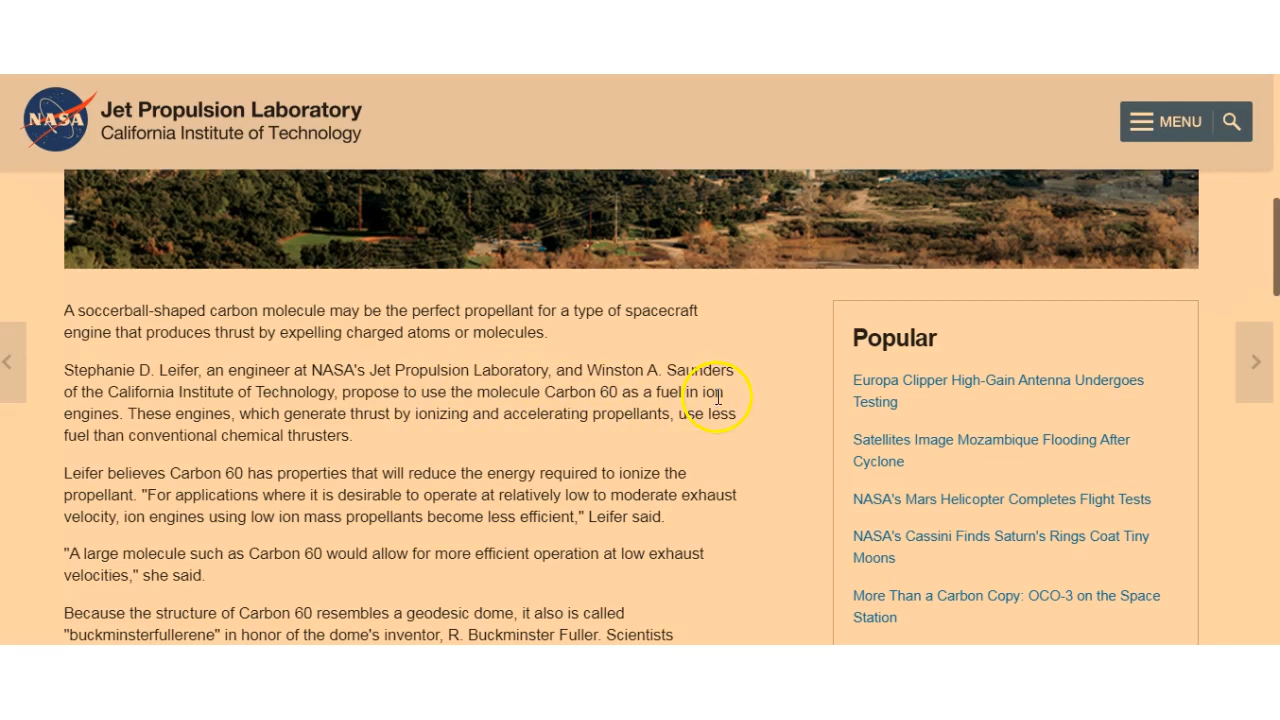 NASA
Jet Propulsion Laboratory
California Institute of Technology
MENU
A soccerball-shaped carbon molecule may be the perfect propellant for a type of spacecraft
engine that produces thrust by expelling charged atoms or molecules.
Stephanie D. Leifer, an engineer at NASA's Jet Propulsion Laboratory, and Winston A. Saunders
of the California Institute of Technology, propose to use the molecule Carbon 60 as a fuel in ion
engines. These engines, which generate thrust by ionizing and accelerating propellants, use less
fuel than conventional chemical thrusters.
Leifer believes Carbon 60 has properties that will reduce the energy required to ionize the
propellant. "For applications where it is desirable to operate at relatively low to moderate exhaust
velocity, ion engines using low ion mass propellants become less efficient," Leifer said.
"A large molecule such as Carbon 60 would allow for more efficient operation at low exhaust
velocities," she said.
Because the structure of Carbon 60 resembles a geodesic dome, it also is called
"buckminsterfullerene" in honor of the dome's inventor, R. Buckminster Fuller. Scientists
Popular
Europa Clipper High-Gain Antenna Undergoes
Testing
Satellites Image Mozambique Flooding After
Cyclone
NASA's Mars Helicopter Completes Flight Tests
NASA's Cassini Finds Saturn's Rings Coat Tiny
Moons
More Than a Carbon Copy: OCO-3 on the Space
Station